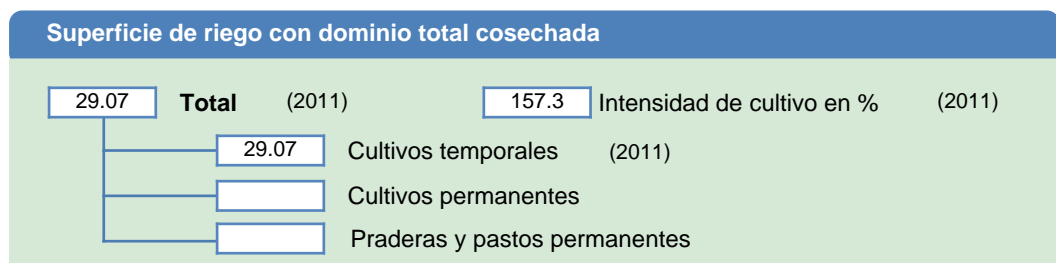 Superficie de riego con dominio total cosechada
29.07 Total (2011) 157.3 Intensidad de cultivo en % (2011)
29.07 Cultivos temporales (2011)
Cultivos permanentes
Praderas y pastos permanentes